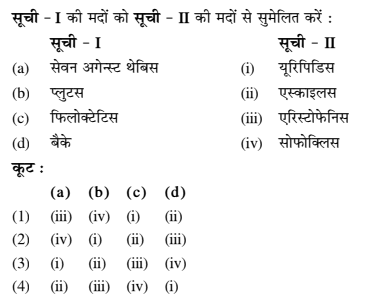 सूची - I की मदों को सूची - II की मदों से सुमेलित करें :
सूची - I सूची - II
(a) सेवन अगेन्स्ट थेबिस (i) यूरिपिडिस
(b) प्लुटस (ii) एस्काइलस
(c) फिलोक्टेटिस (iii) एरिस्टोफेनिस
(d) बैके (iv) सोफोक्लिस
कूट :
(a) (b) (c) (d)
(1) (iii) (iv) (i) (ii)
(2) (iv) (i) (ii) (iii)
(3) (i) (ii) (iii) (iv)
(4) (ii) (iii) (iv) (i)